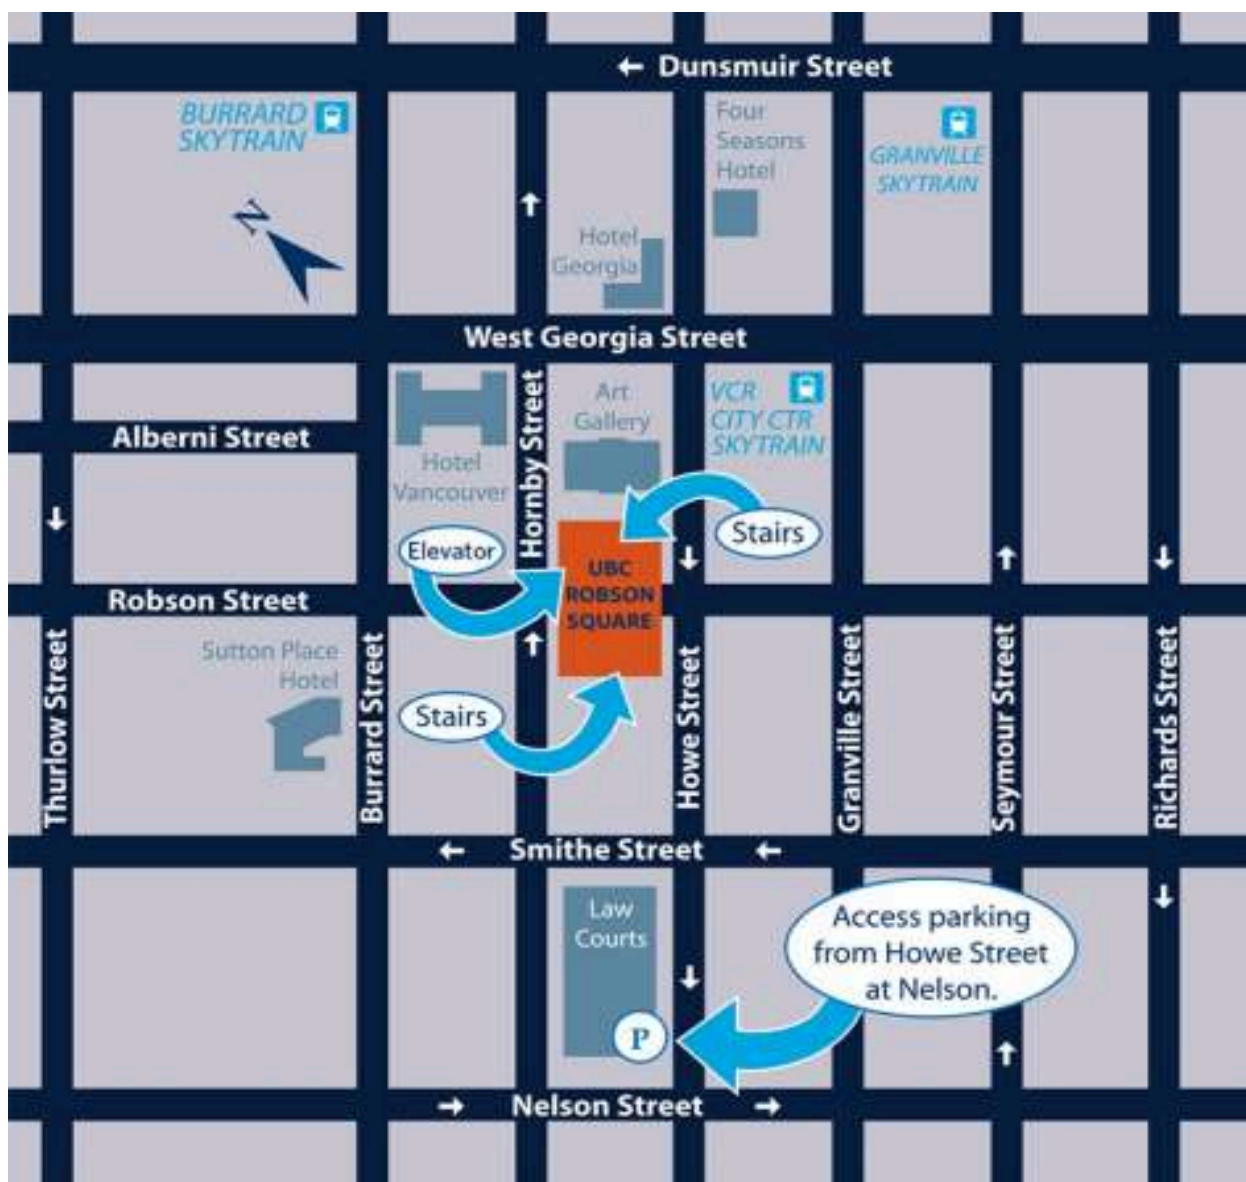 ← Dunsmuir Street
BURRARD
SKYTRAIN
Four
Seasons
Hotel
GRANVILLE
SKYTRAIN
N
Hotel
Georgia
West Georgia Street
Art
Gallery
VCR
CITY CTR
SKYTRAIN
Alberni Street
Hotel
Vancouver
Hornby Street
Stairs
Elevator
UBC
ROBSON
SQUARE
Robson Street
Sutton Place
Hotel
Stairs
Thurlow Street
Burrard Street
Howe Street
Granville Street
Seymour Street
Richards Street
← Smithe Street ←
Law
Courts
Access parking
from Howe Street
at Nelson.
P
→ Nelson Street →